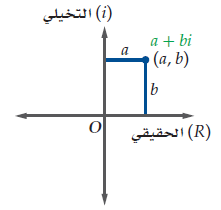 التخيلي (i)
a + bi
a
(a, b)
b
O
الحقيقي (R)